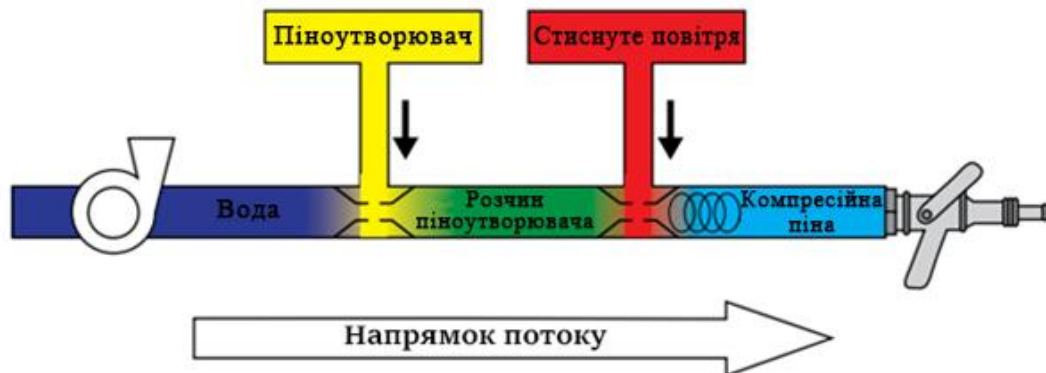 Піноутворювач
Стиснуте повітря
Вода
Розчин
піноутворювача
Компресійна
піна
Напрямок потоку